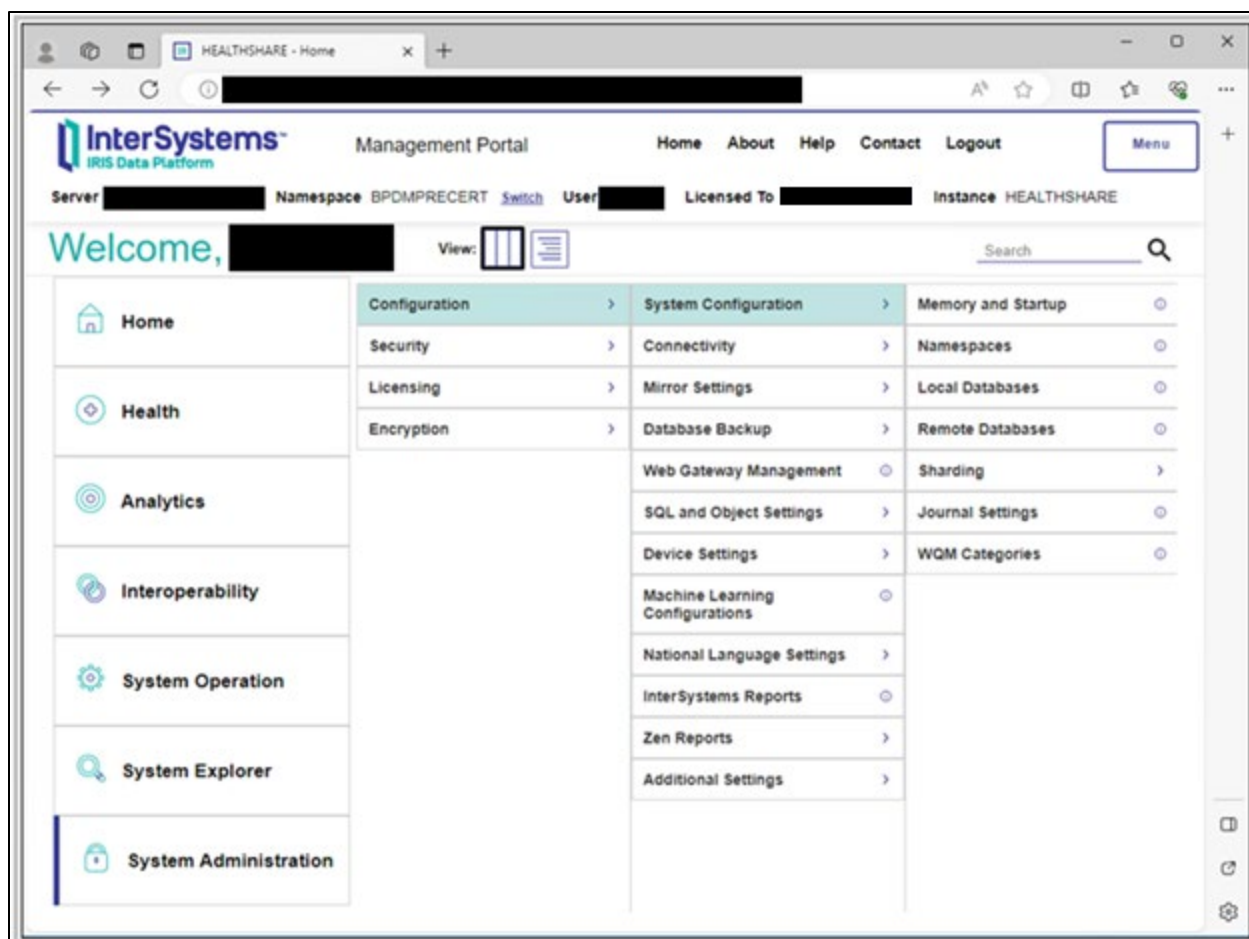 HEALTHSHARE - Home
InterSystems™
IRIS Data Platform
Management Portal
Home About Help Contact Logout
Menu
Server Namespace BPDMPRECERT Switch User Licensed To Instance HEALTHSHARE
Welcome,
View:
Search
Home
Health
Analytics
Interoperability
System Operation
System Explorer
System Administration
Configuration
Security
Licensing
Encryption
System Configuration
Connectivity
Mirror Settings
Database Backup
Web Gateway Management
SQL and Object Settings
Device Settings
Machine Learning
Configurations
National Language Settings
InterSystems Reports
Zen Reports
Additional Settings
Memory and Startup
Namespaces
Local Databases
Remote Databases
Sharding
Journal Settings
WQM Categories